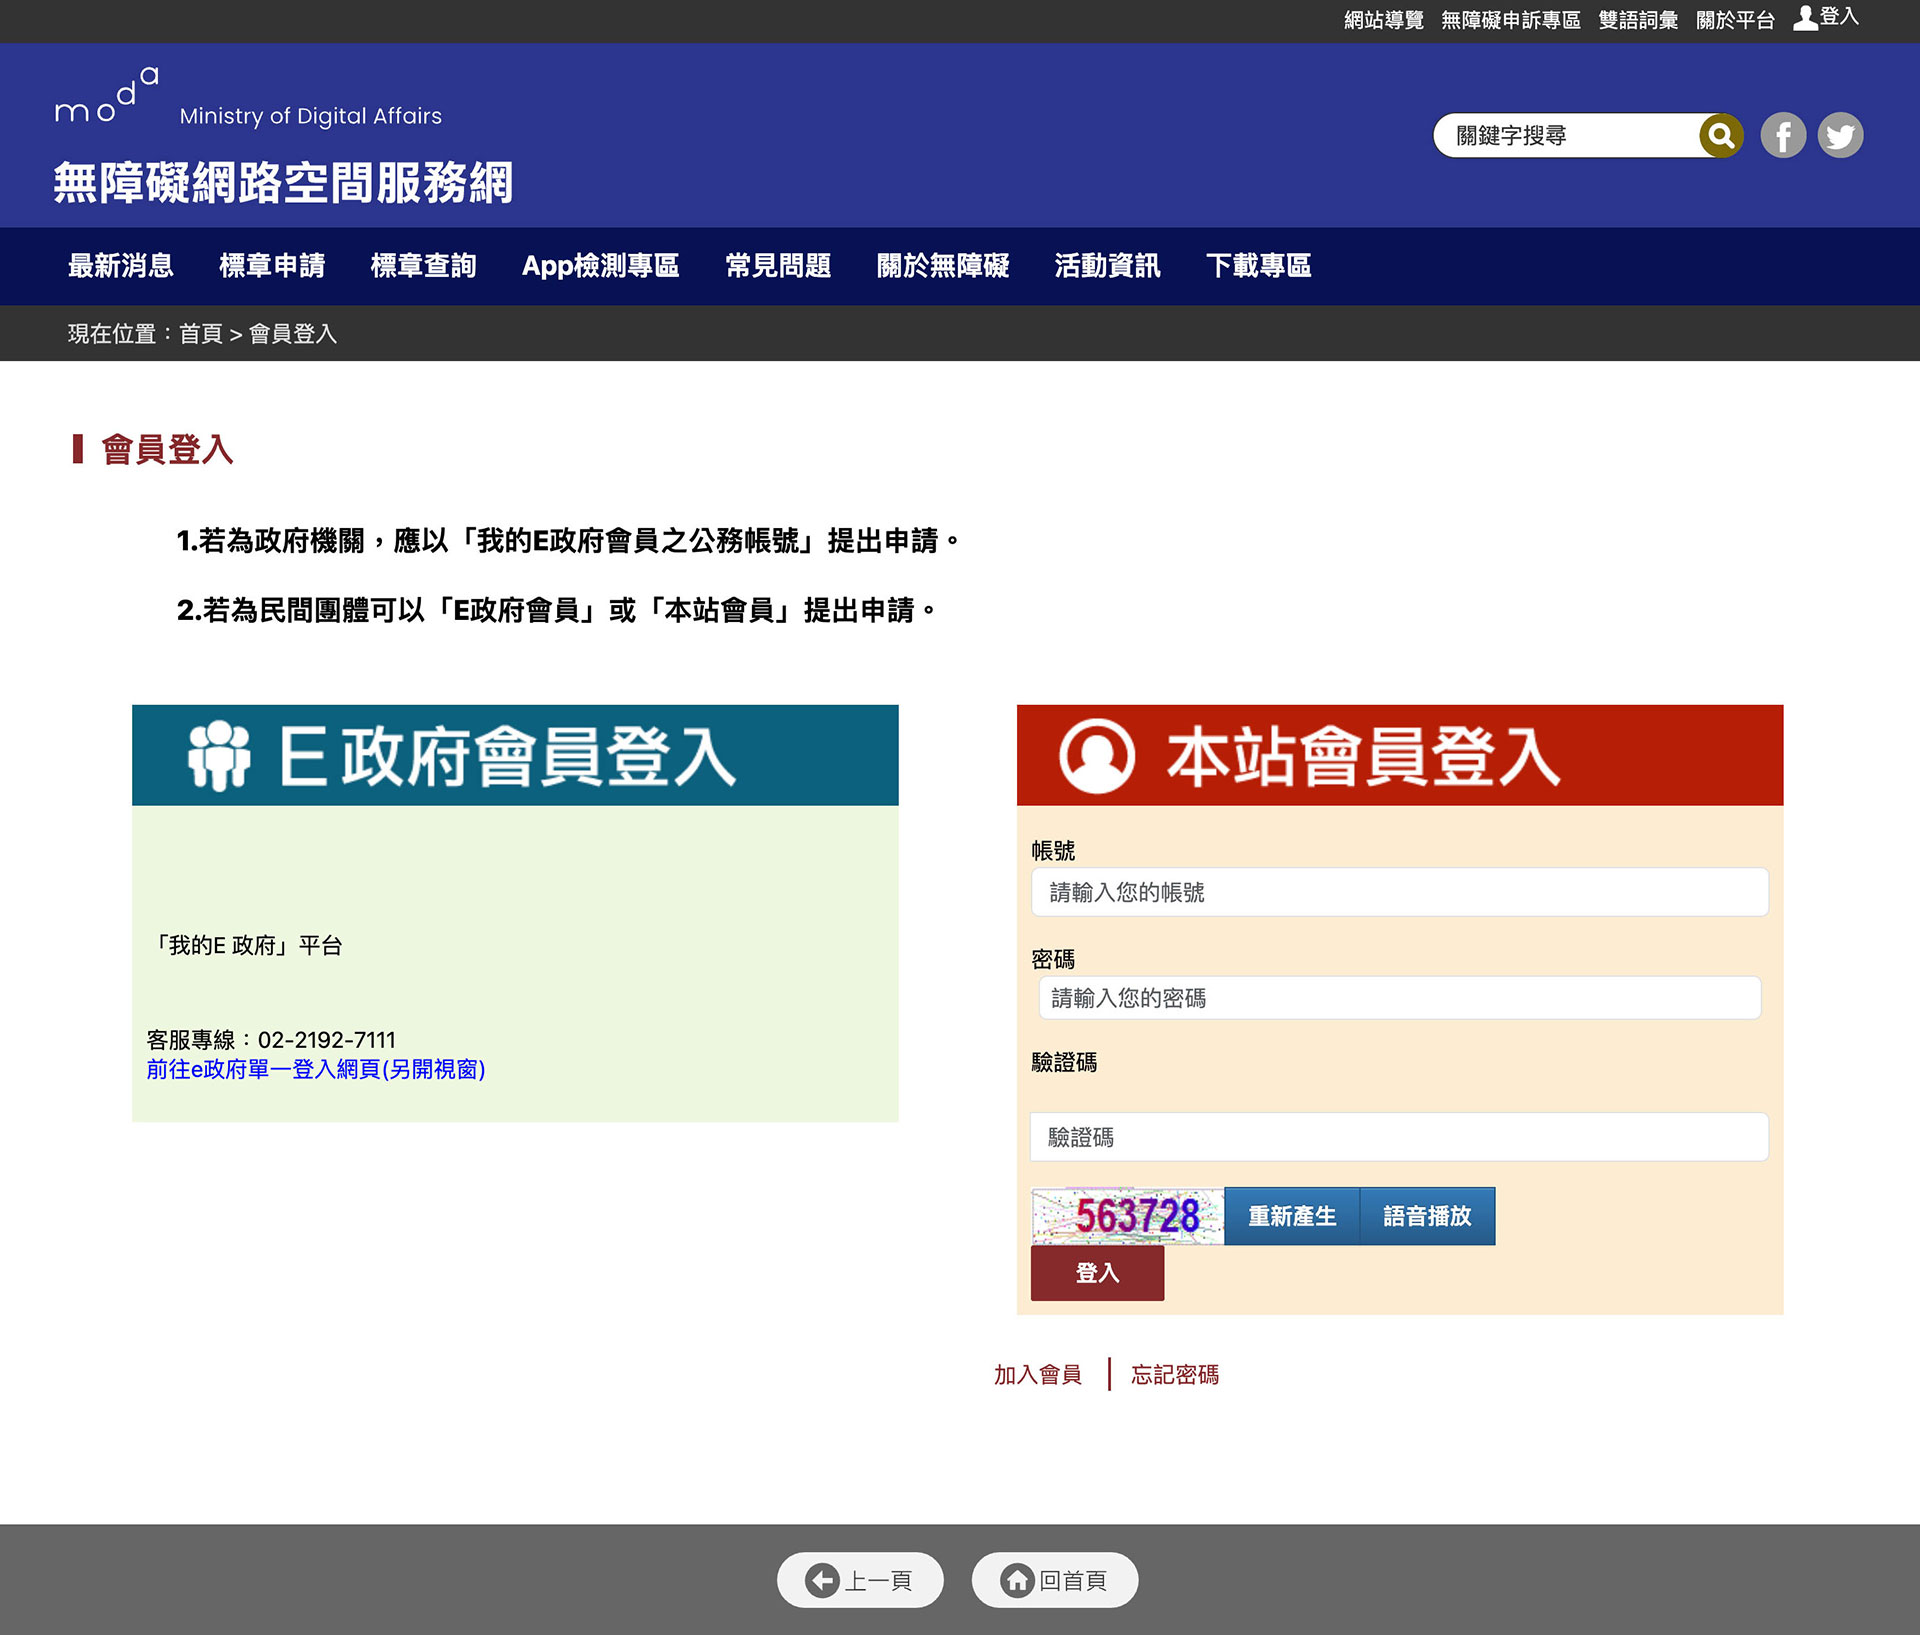 網站導覽 無障礙申訴專區 雙語詞彙 關於平台 登入
moda Ministry of Digital Affairs
無障礙網路空間服務網
關鍵字搜尋
最新消息 標章申請 標章查詢 App檢測專區 常見問題 關於無障礙 活動資訊 下載專區
現在位置：首頁 > 會員登入
會員登入
1.若為政府機關，應以「我的E政府會員之公務帳號」提出申請。
2.若為民間團體可以「E政府會員」或「本站會員」提出申請。
E政府會員登入
「我的E 政府」平台
客服專線：02-2192-7111
前往e政府單一登入網頁(另開視窗)
本站會員登入
帳號
請輸入您的帳號
密碼
請輸入您的密碼
驗證碼
驗證碼
563728 重新產生 語音播放
登入
加入會員 | 忘記密碼
上一頁 回首頁